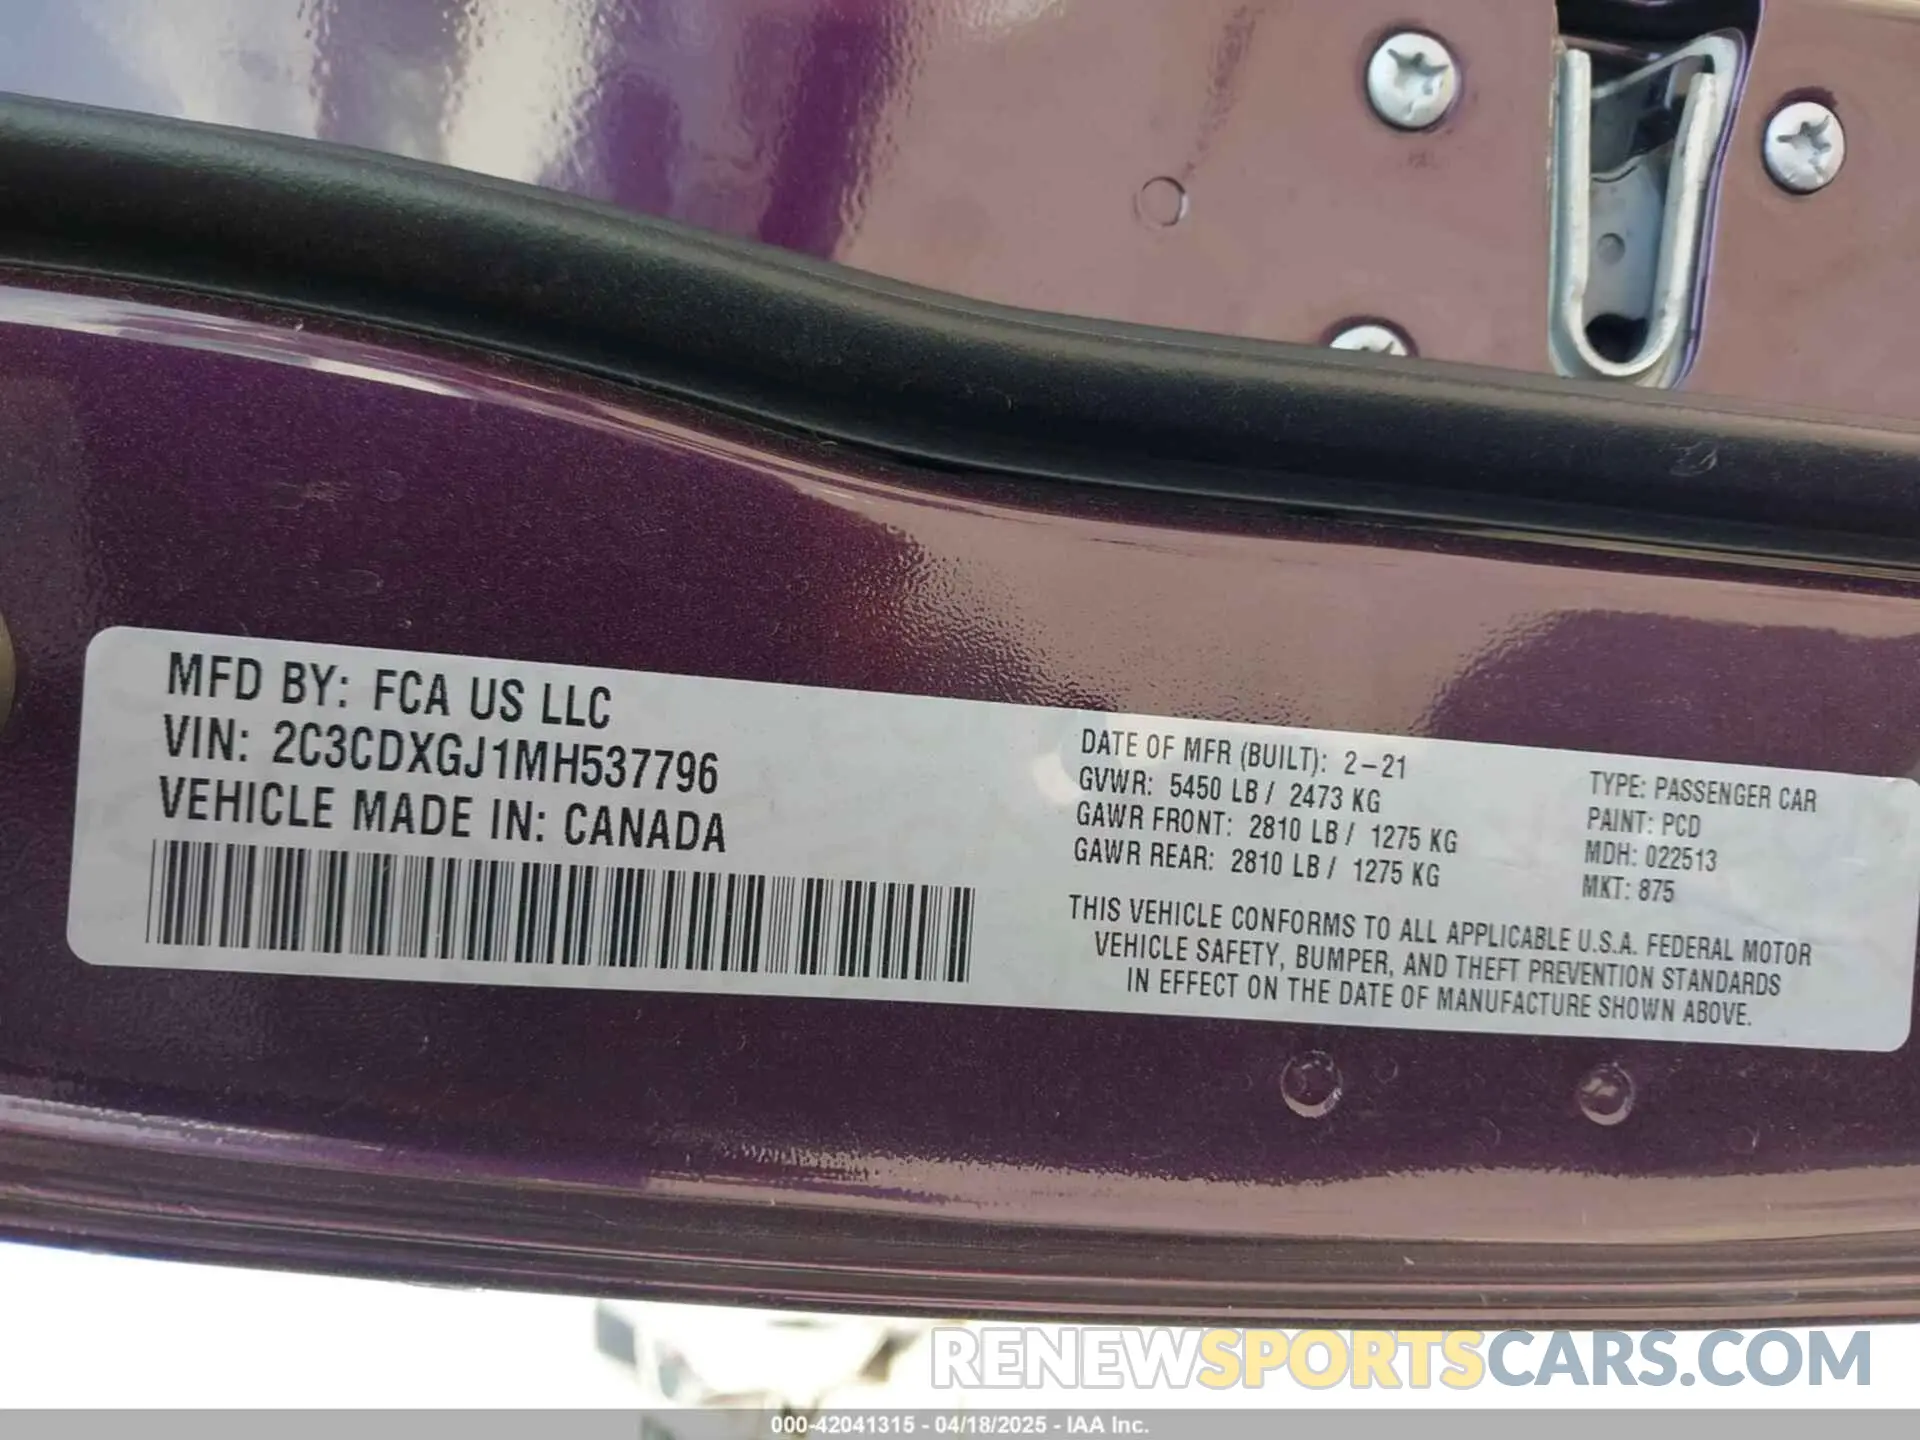 MFD BY: FCA US LLC
VIN: 2C3CDXGJ1MH537796
VEHICLE MADE IN: CANADA
DATE OF MFR (BUILT): 2-21
GVWR: 5450 LB / 2473 KG
GAWR FRONT: 2810 LB / 1275 KG
GAWR REAR: 2810 LB / 1275 KG
TYPE: PASSENGER CAR
PAINT: PCD
MDH: 022513
MKT: 875
THIS VEHICLE CONFORMS TO ALL APPLICABLE U.S.A. FEDERAL MOTOR
VEHICLE SAFETY, BUMPER, AND THEFT PREVENTION STANDARDS
IN EFFECT ON THE DATE OF MANUFACTURE SHOWN ABOVE.
RENEWSPORTSCARS.COM
000-42041315 - 04/18/2025 - IAA Inc.